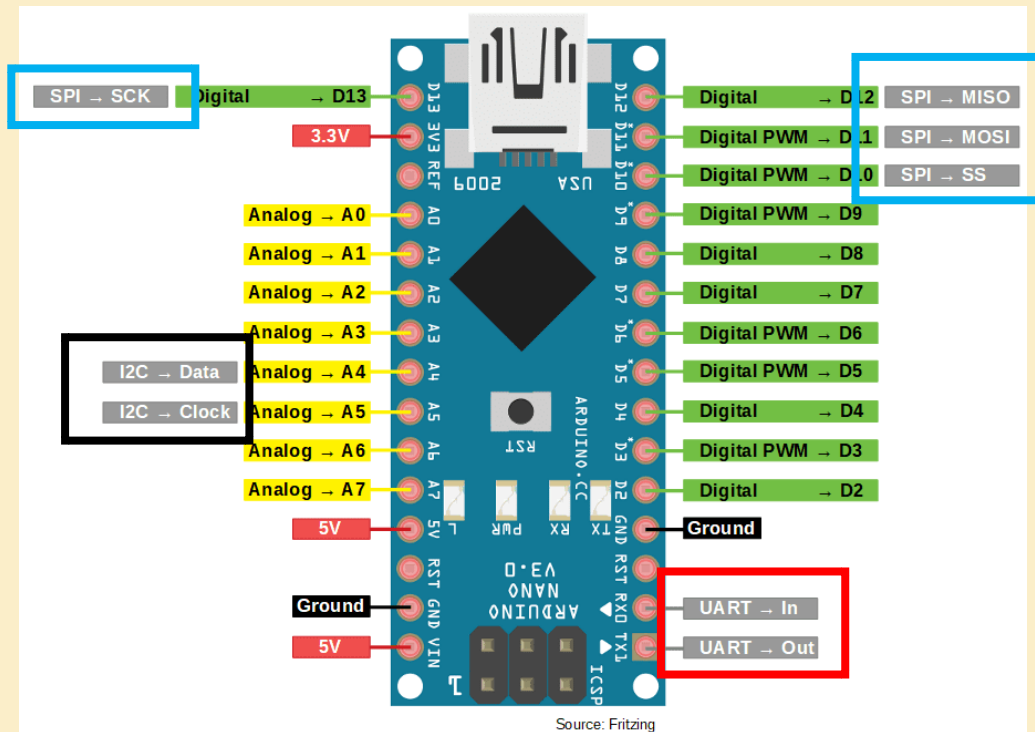 SPI → SCK
Digital → D13
3.3V
Analog → A0
Analog → A1
Analog → A2
Analog → A3
I2C → Data
Analog → A4
I2C → Clock
Analog → A5
Analog → A6
Analog → A7
5V
Ground
5V
D13
3V3
REF
A0
A1
A2
A3
A4
A5
A6
A7
5V
RST
GND
VIN
2009
USA
RST
ARDUINO.CC
L
PWR
RX
TX
ARDUINO
NANO
V3.0
1
ICSP
D12
D11*
D10*
D9*
D8
D7
D6*
D5*
D4
D3*
D2
GND
RST
RX0
TX1
Digital → D12 SPI → MISO
Digital PWM → D11 SPI → MOSI
Digital PWM → D10 SPI → SS
Digital PWM → D9
Digital → D8
Digital → D7
Digital PWM → D6
Digital PWM → D5
Digital → D4
Digital PWM → D3
Digital → D2
Ground
UART → In
UART → Out
Source: Fritzing